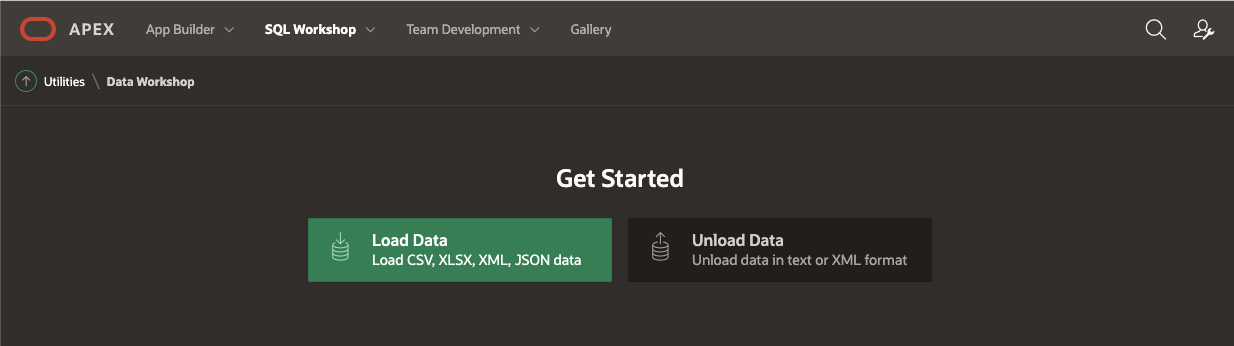 APEX App Builder SQL Workshop Team Development Gallery
Utilities \ Data Workshop
Get Started
Load Data
Load CSV, XLSX, XML, JSON data
Unload Data
Unload data in text or XML format